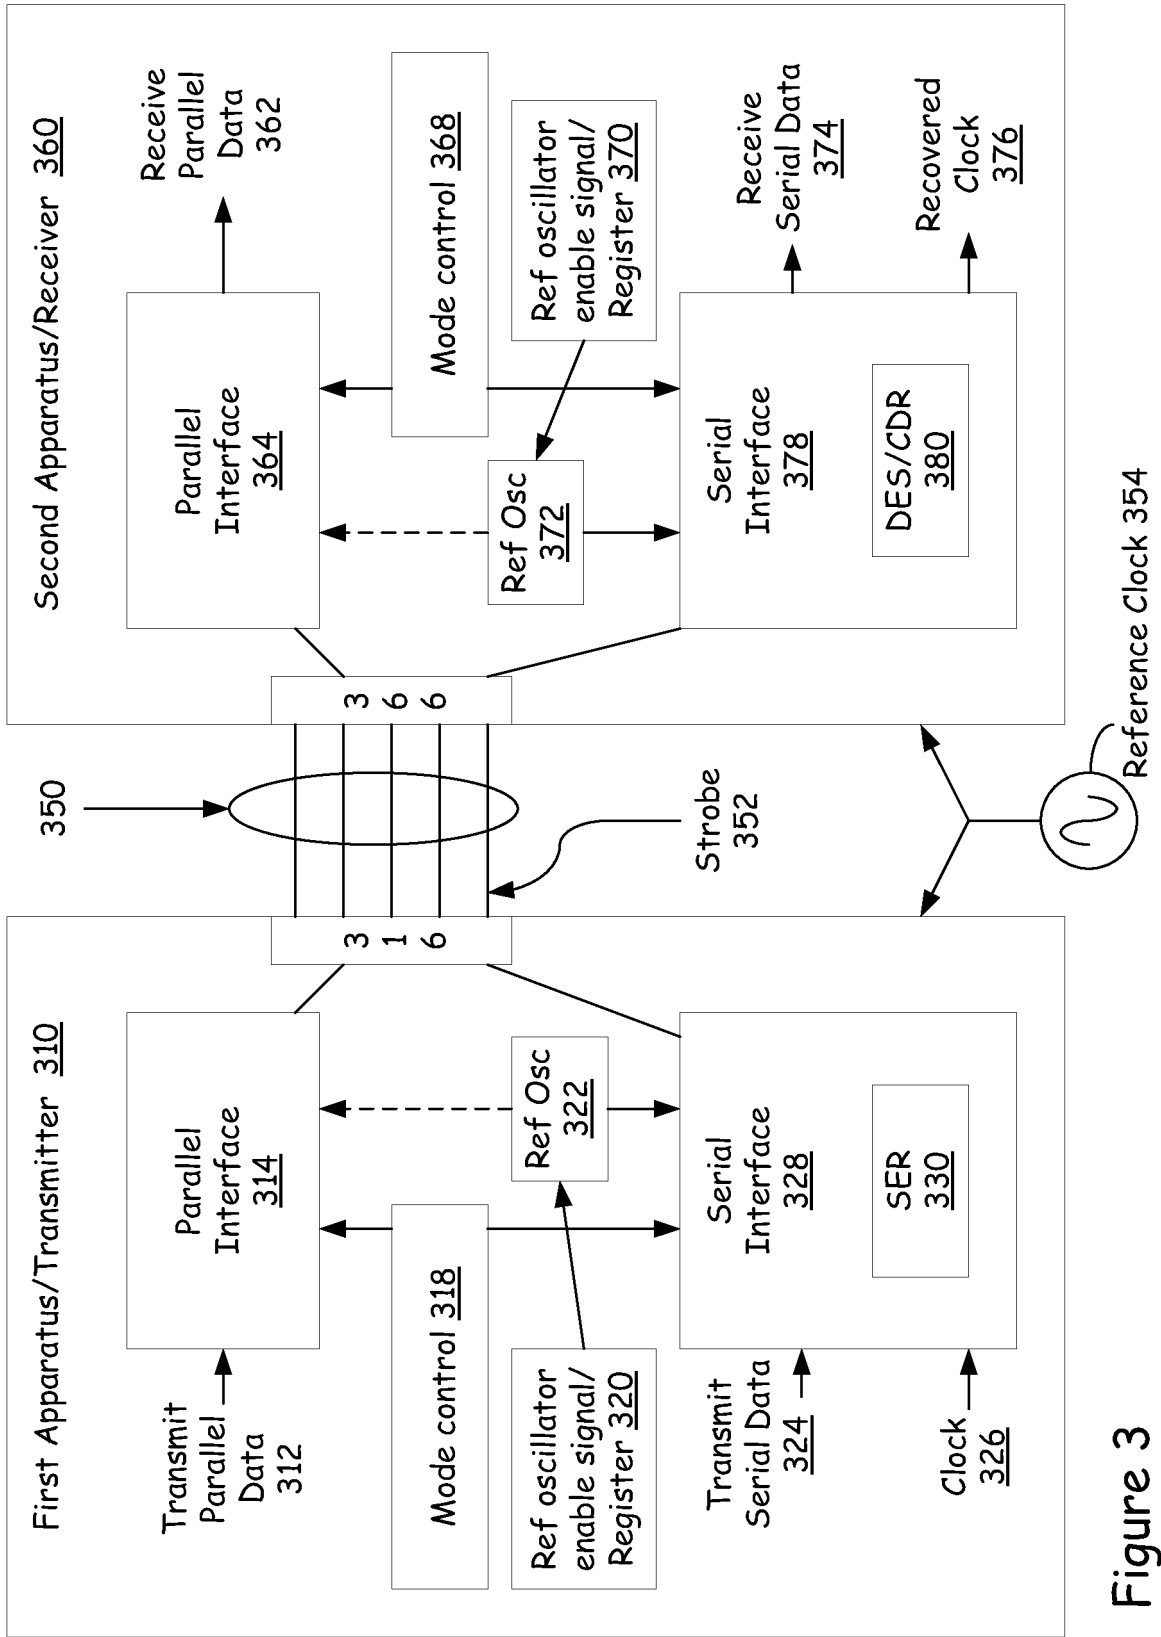 First Apparatus/Transmitter 310
Transmit
Parallel
Data
312
Parallel
Interface
314
Mode control 318
Ref oscillator
enable signal/
Register 320
Ref Osc
322
Transmit
Serial Data
324
Clock
326
Serial
Interface
328
SER
330
3
1
6
350
Strobe
352
Reference Clock 354
Second Apparatus/Receiver 360
3
6
6
Parallel
Interface
364
Receive
Parallel
Data
362
Mode control 368
Ref oscillator
enable signal/
Register 370
Ref Osc
372
Serial
Interface
378
DES/CDR
380
Receive
Serial Data
374
Recovered
Clock
376
Figure 3